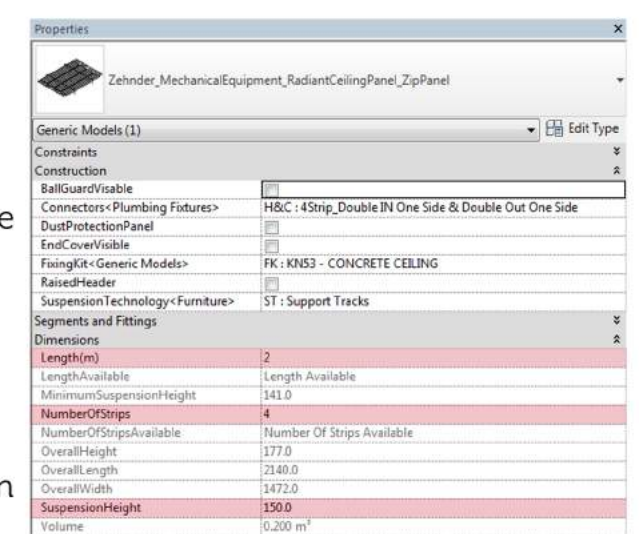 Properties x
Zehnder_MechanicalEquipment_RadiantCeilingPanel_ZipPanel
Generic Models (1) Edit Type
Constraints
Construction
BallGuardVisable
e
Connectors<Plumbing Fixtures> H&C : 4Strip_Double IN One Side & Double Out One Side
DustProtectionPanel
EndCoverVisible
FixingKit<Generic Models> FK : KN53 - CONCRETE CEILING
RaisedHeader
SuspensionTechnology<Furniture> ST : Support Tracks
Segments and Fittings
Dimensions
Length(m) 2
LengthAvailable Length Available
MinimumSuspensionHeight 141.0
NumberOfStrips 4
NumberOfStripsAvailable Number Of Strips Available
OverallHeight 177.0
OverallLength 2140.0
n
OverallWidth 1472.0
SuspensionHeight 150.0
Volume 0.200 m³